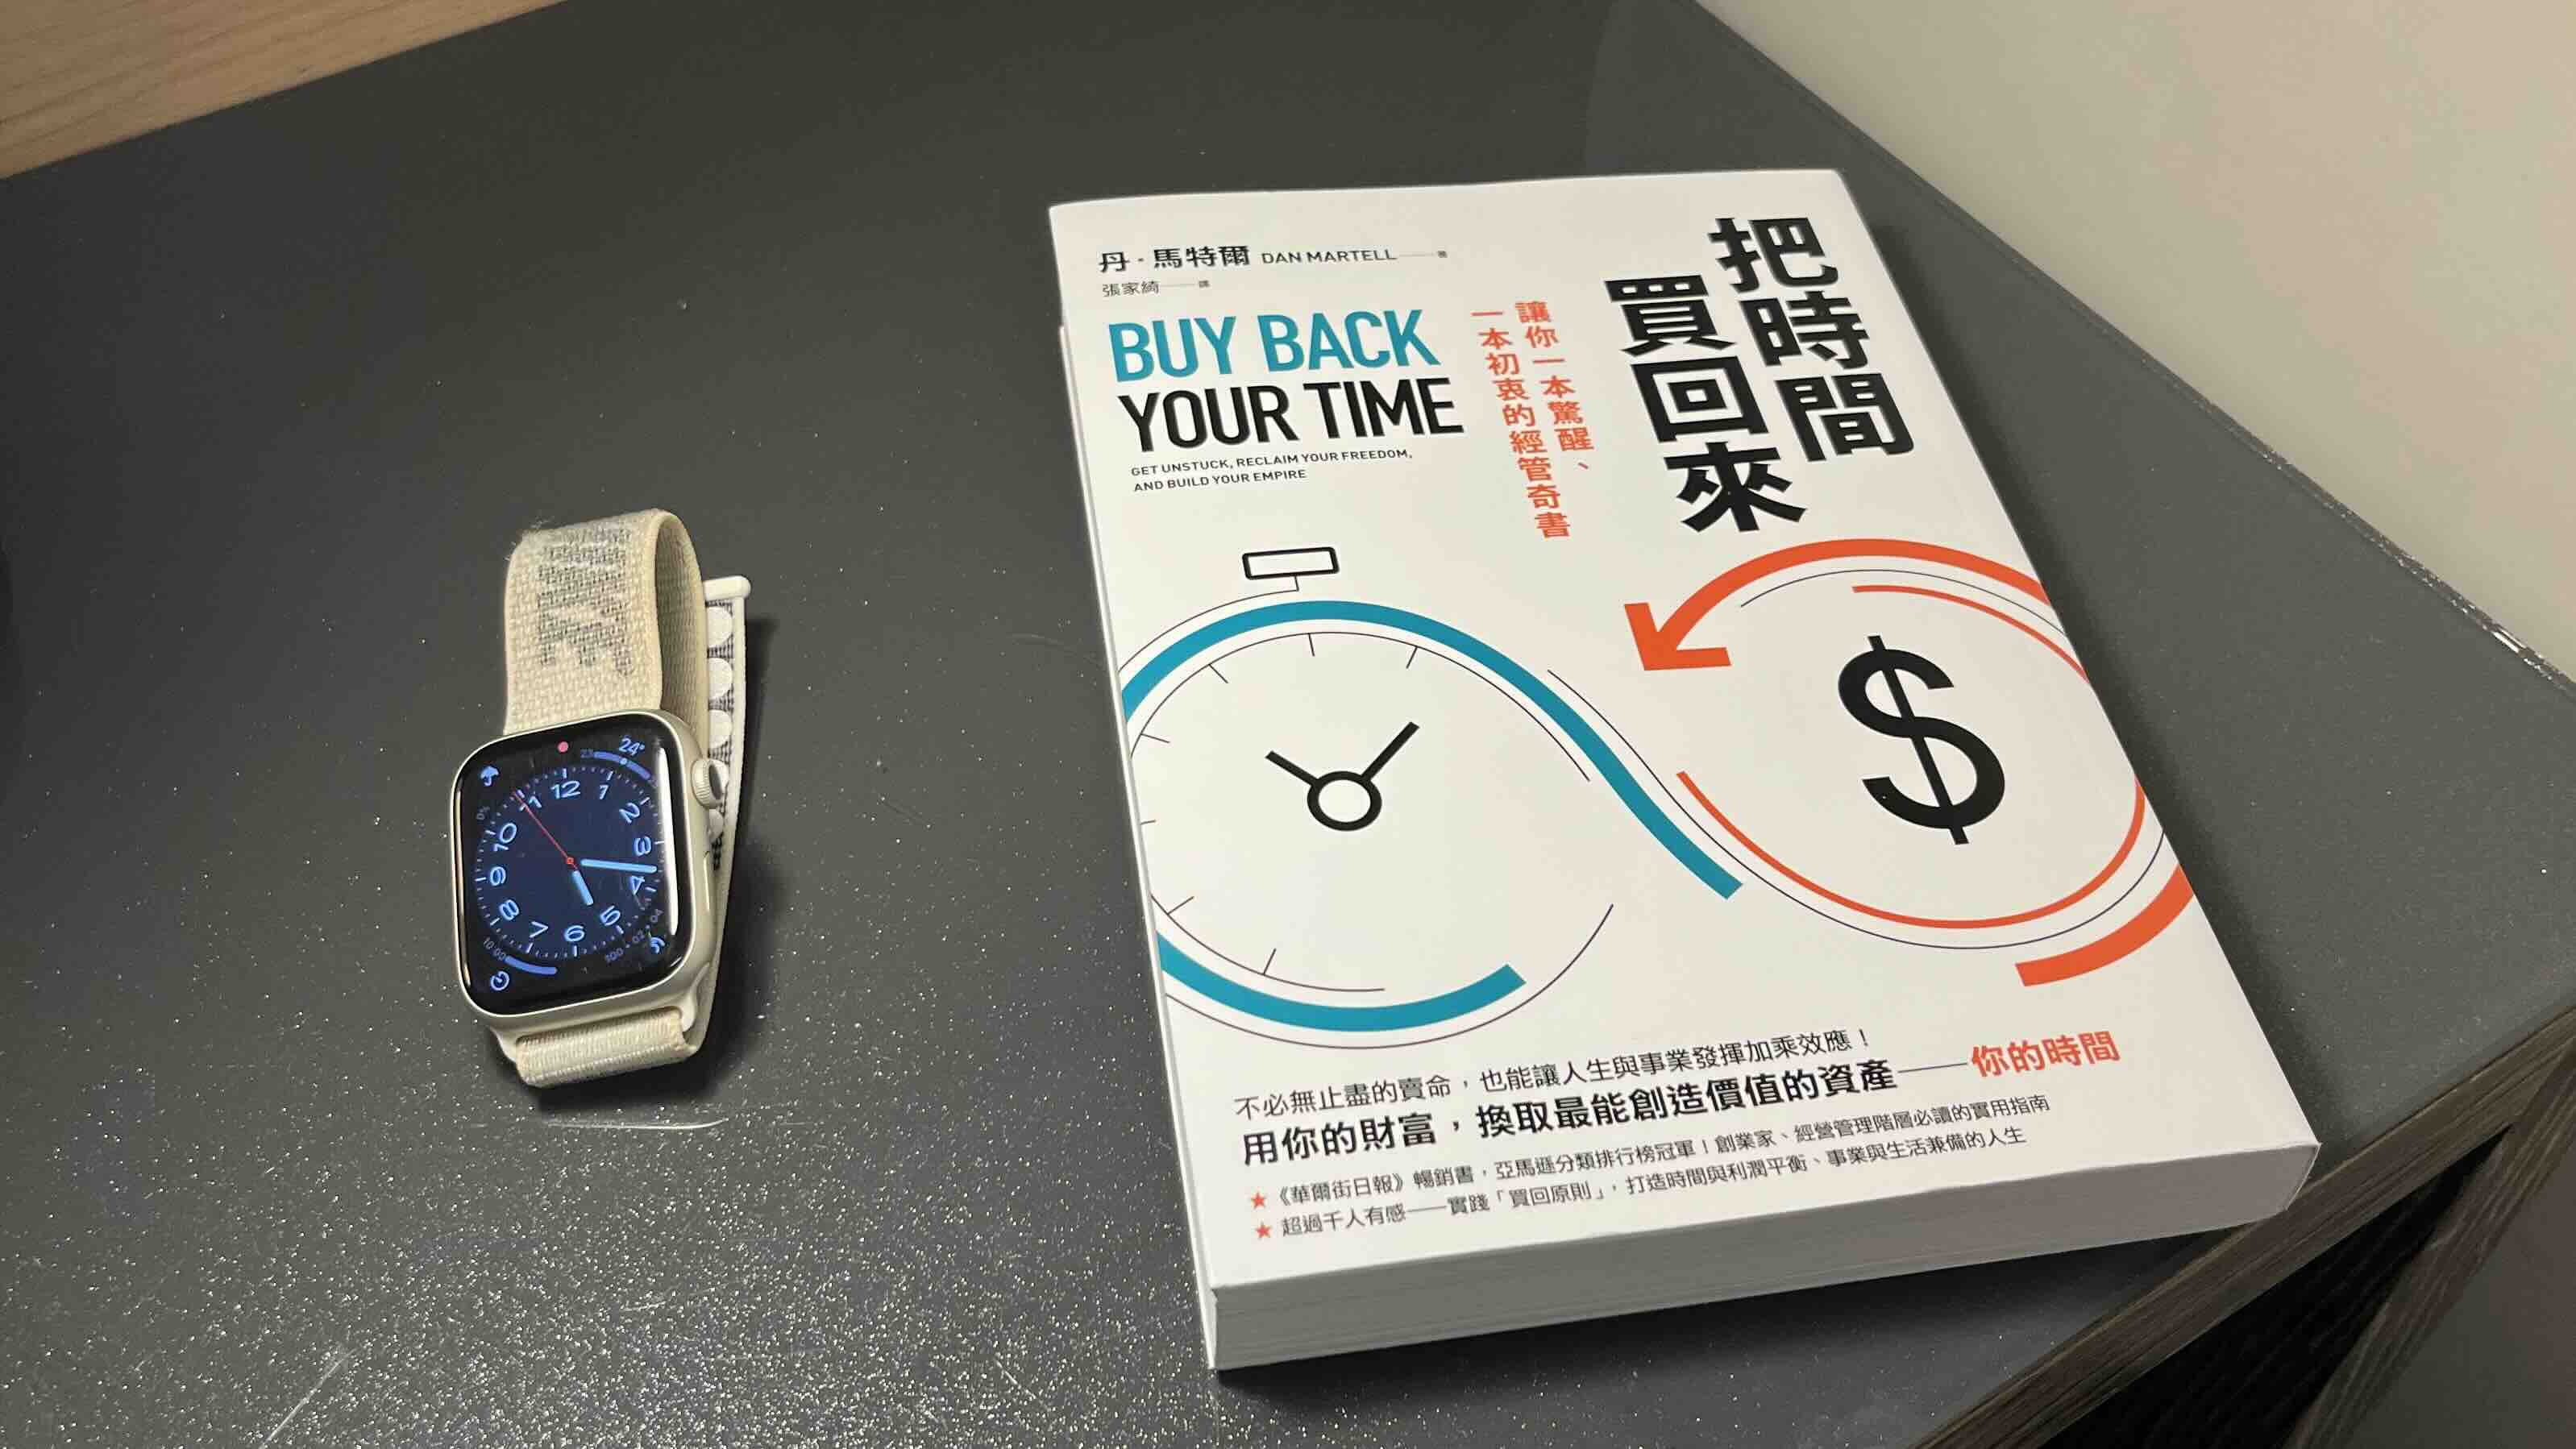 NIKE
24°
23
0%
12
1
2
3
4
5
6
7
8
9
10
11
10:00
丹·馬特爾 DAN MARTELL——著
張家綺——譯
BUY BACK
YOUR TIME
GET UNSTUCK, RECLAIM YOUR FREEDOM,
AND BUILD YOUR EMPIRE
把時間
買回來
讓你一本驚醒、
一本初衷的經管奇書
$
不必無止盡的賣命，也能讓人生與事業發揮加乘效應！
用你的財富，換取最能創造價值的資產——你的時間
★《華爾街日報》暢銷書，亞馬遜分類排行榜冠軍！創業家、經營管理階層必讀的實用指南
★ 超過千人有感——實踐「買回原則」，打造時間與利潤平衡、事業與生活兼備的人生